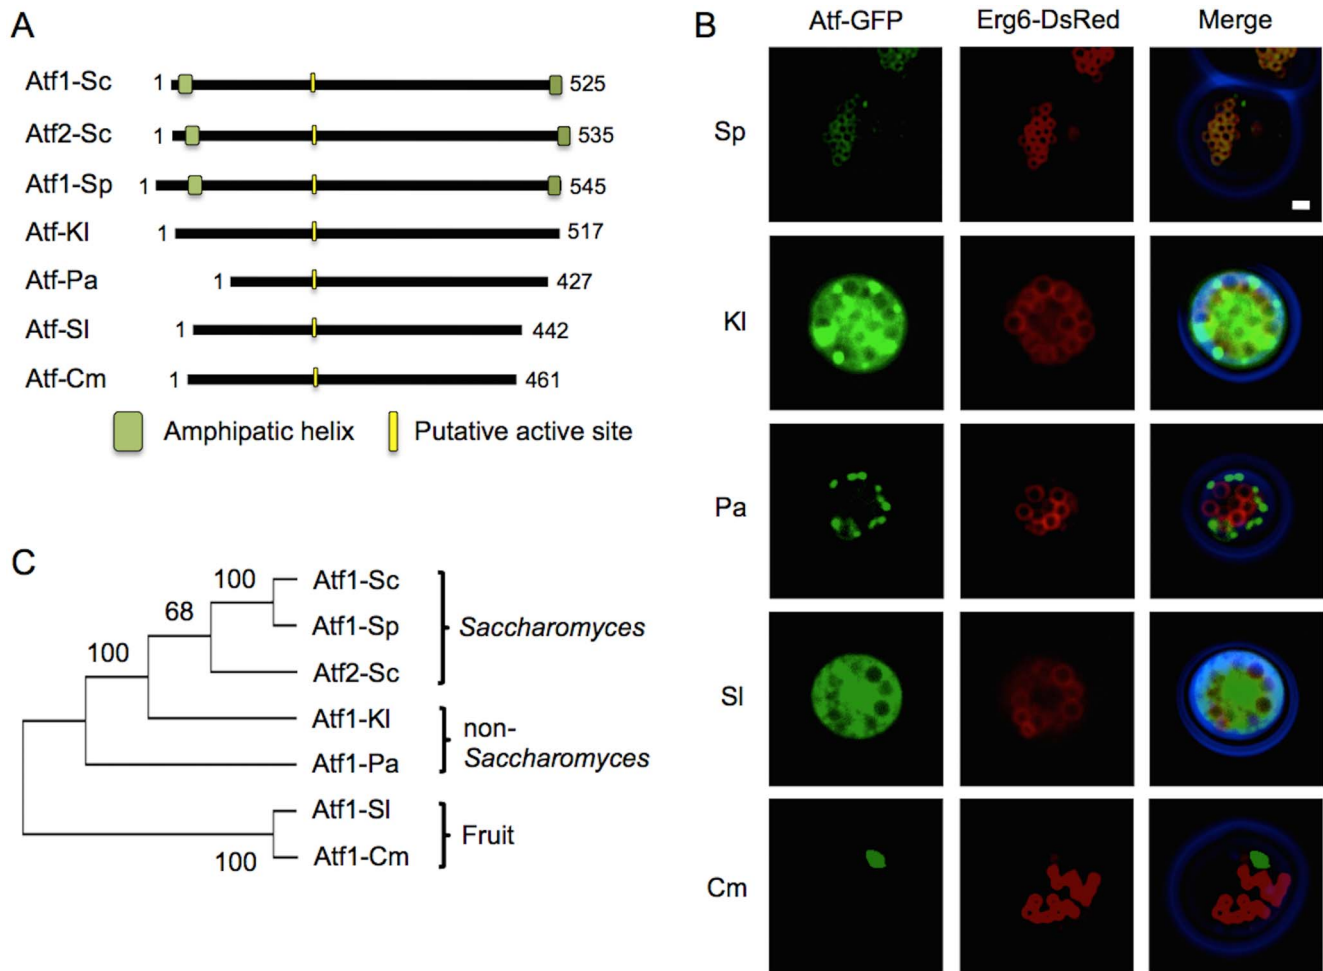 A
Atf1-Sc 1 525
Atf2-Sc 1 535
Atf1-Sp 1 545
Atf-Kl 1 517
Atf-Pa 1 427
Atf-Sl 1 442
Atf-Cm 1 461
Amphipatic helix Putative active site
B
Atf-GFP Erg6-DsRed Merge
Sp
Kl
Pa
Sl
Cm
C
100 Atf1-Sc
68 Atf1-Sp Saccharomyces
100 Atf2-Sc
Atf1-Kl non-
Atf1-Pa Saccharomyces
Atf1-Sl Fruit
100 Atf1-Cm